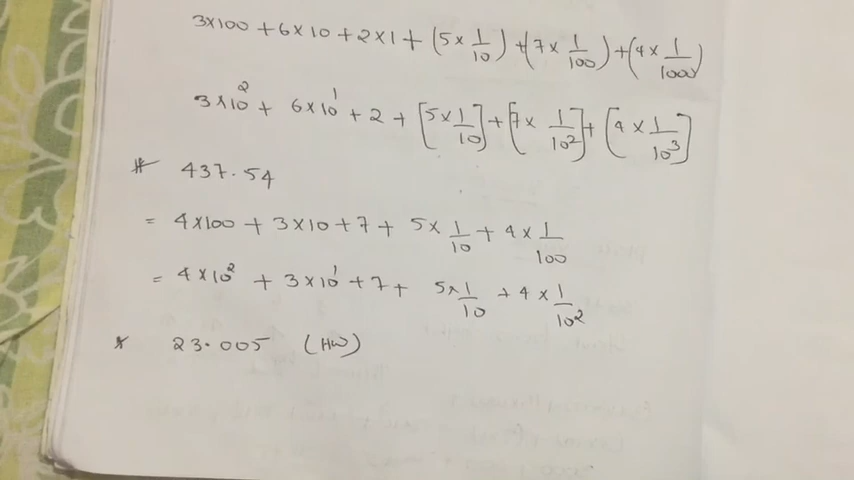 3×100 + 6×10 + 2×1 + (5 × 1/10) + (7 × 1/100) + (4 × 1/1000)
3×10² + 6×10¹ + 2 + [5 × 1/10] + [7 × 1/10²] + [4 × 1/10³]
* 437.54
= 4×100 + 3×10 + 7 + 5 × 1/10 + 4 × 1/100
= 4×10² + 3×10¹ + 7 + 5 × 1/10 + 4 × 1/10²
* 23.005 (HW)